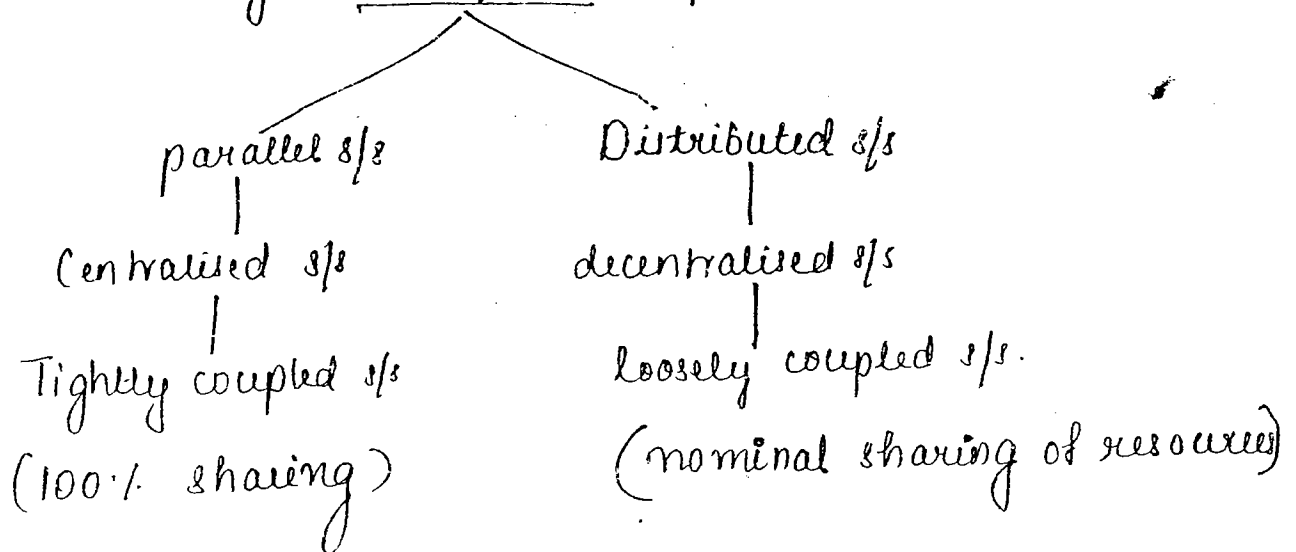 parallel s/s Distributed s/s
Centralised s/s decentralised s/s
Tightly coupled s/s loosely coupled s/s.
(100% sharing) (nominal sharing of resources)